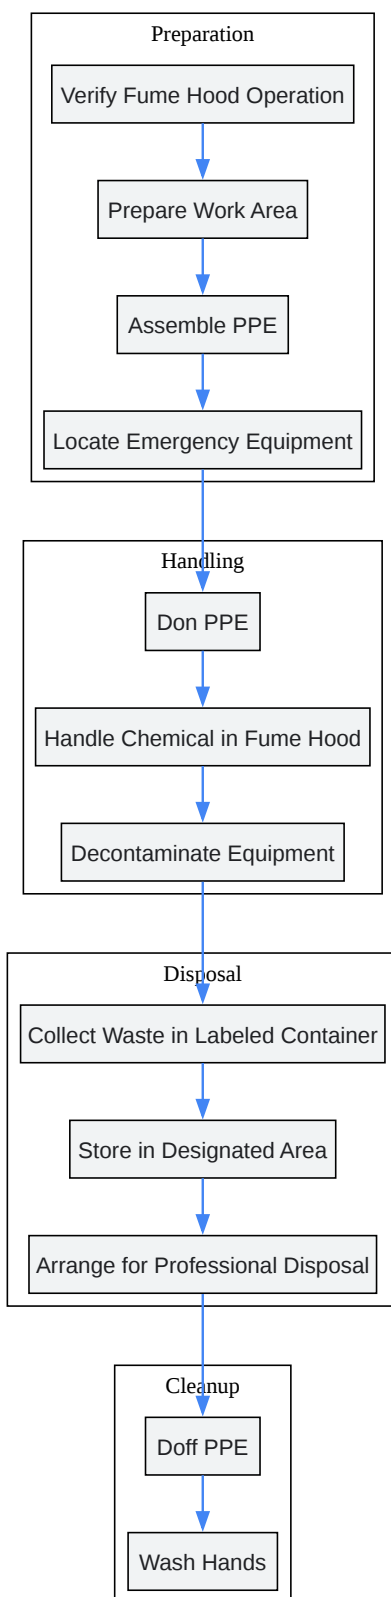 Preparation
Verify Fume Hood Operation
Prepare Work Area
Assemble PPE
Locate Emergency Equipment
Handling
Don PPE
Handle Chemical in Fume Hood
Decontaminate Equipment
Disposal
Collect Waste in Labeled Container
Store in Designated Area
Arrange for Professional Disposal
Cleanup
Doff PPE
Wash Hands